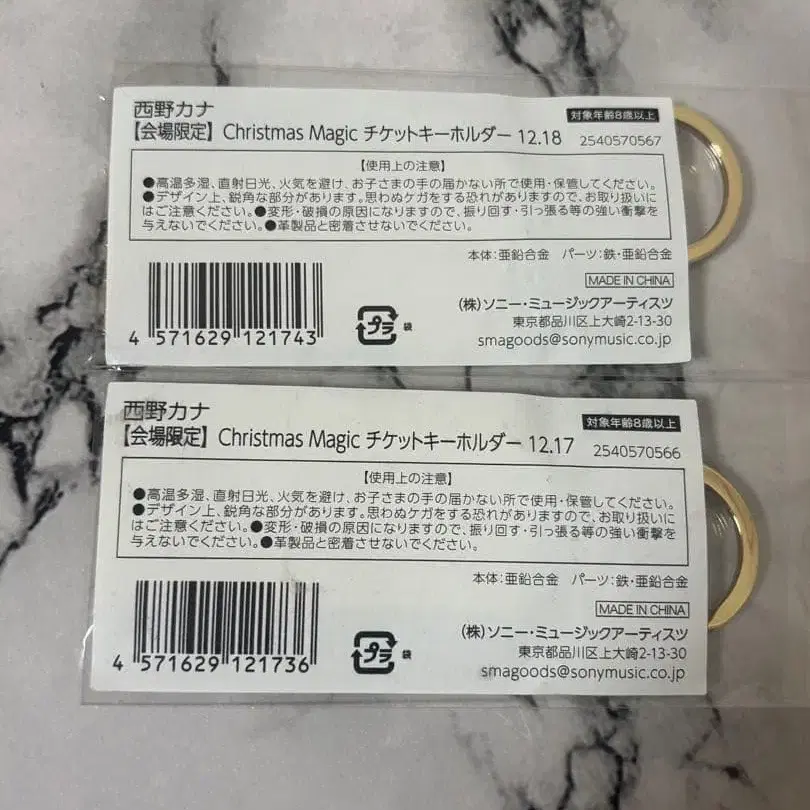 西野カナ
対象年齢8歳以上
【会場限定】Christmas Magic チケットキーホルダー 12.18 2540570567
【使用上の注意】
●高温多湿、直射日光、火気を避け、お子さまの手の届かない所で使用・保管してください。
●デザイン上、鋭角な部分があります。思わぬケガをする恐れがありますので、お取り扱いに
はご注意ください。●変形・破損の原因になりますので、振り回す・引っ張る等の強い衝撃を
与えないでください。●革製品と密着させないでください。
本体：亜鉛合金 パーツ：鉄・亜鉛合金
MADE IN CHINA
4 571629 121743
プラ 袋
(株)ソニー・ミュージックアーティスツ
東京都品川区上大崎2-13-30
smagoods@sonymusic.co.jp
西野カナ
対象年齢8歳以上
【会場限定】Christmas Magic チケットキーホルダー 12.17 2540570566
【使用上の注意】
●高温多湿、直射日光、火気を避け、お子さまの手の届かない所で使用・保管してください。
●デザイン上、鋭角な部分があります。思わぬケガをする恐れがありますので、お取り扱いに
はご注意ください。●変形・破損の原因になりますので、振り回す・引っ張る等の強い衝撃を
与えないでください。●革製品と密着させないでください。
本体：亜鉛合金 パーツ：鉄・亜鉛合金
MADE IN CHINA
4 571629 121736
プラ 袋
(株)ソニー・ミュージックアーティスツ
東京都品川区上大崎2-13-30
smagoods@sonymusic.co.jp